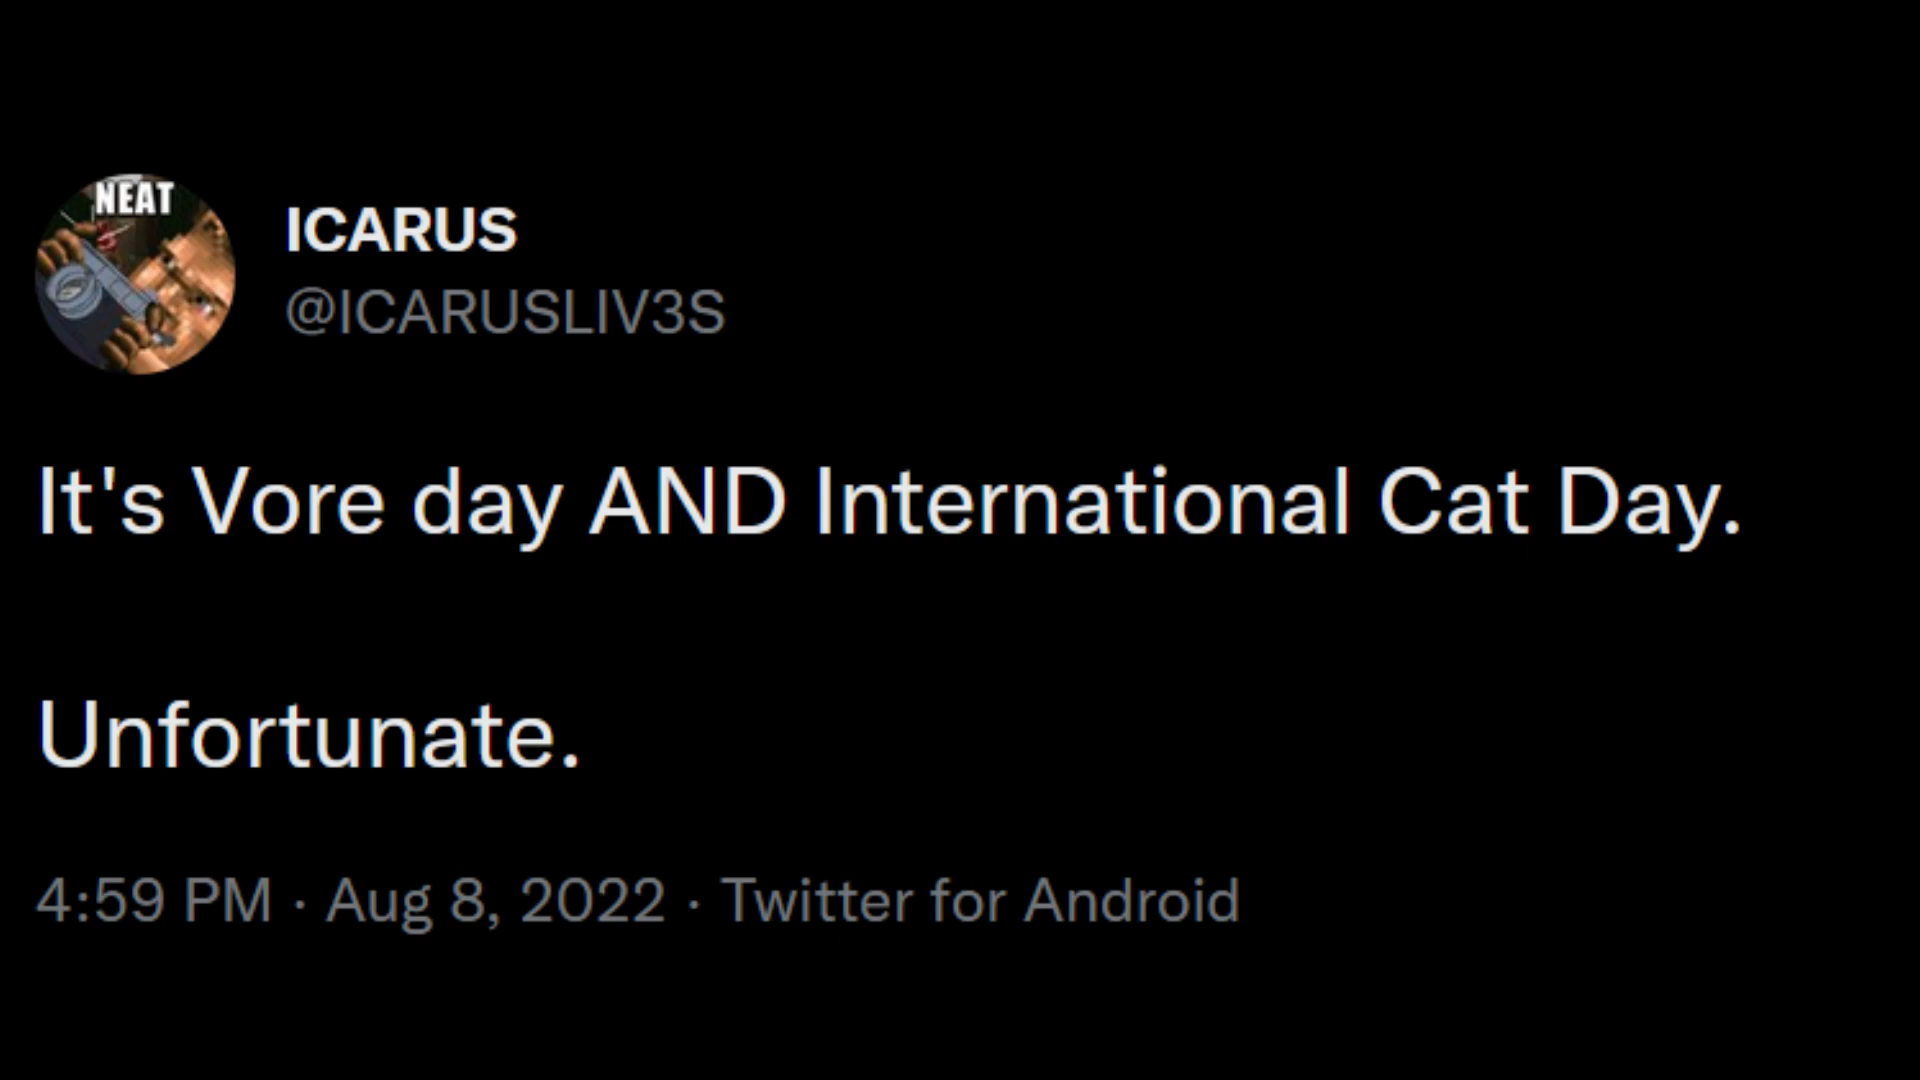 NEAT
ICARUS
@ICARUSLIV3S
It's Vore day AND International Cat Day.
Unfortunate.
4:59 PM · Aug 8, 2022 · Twitter for Android